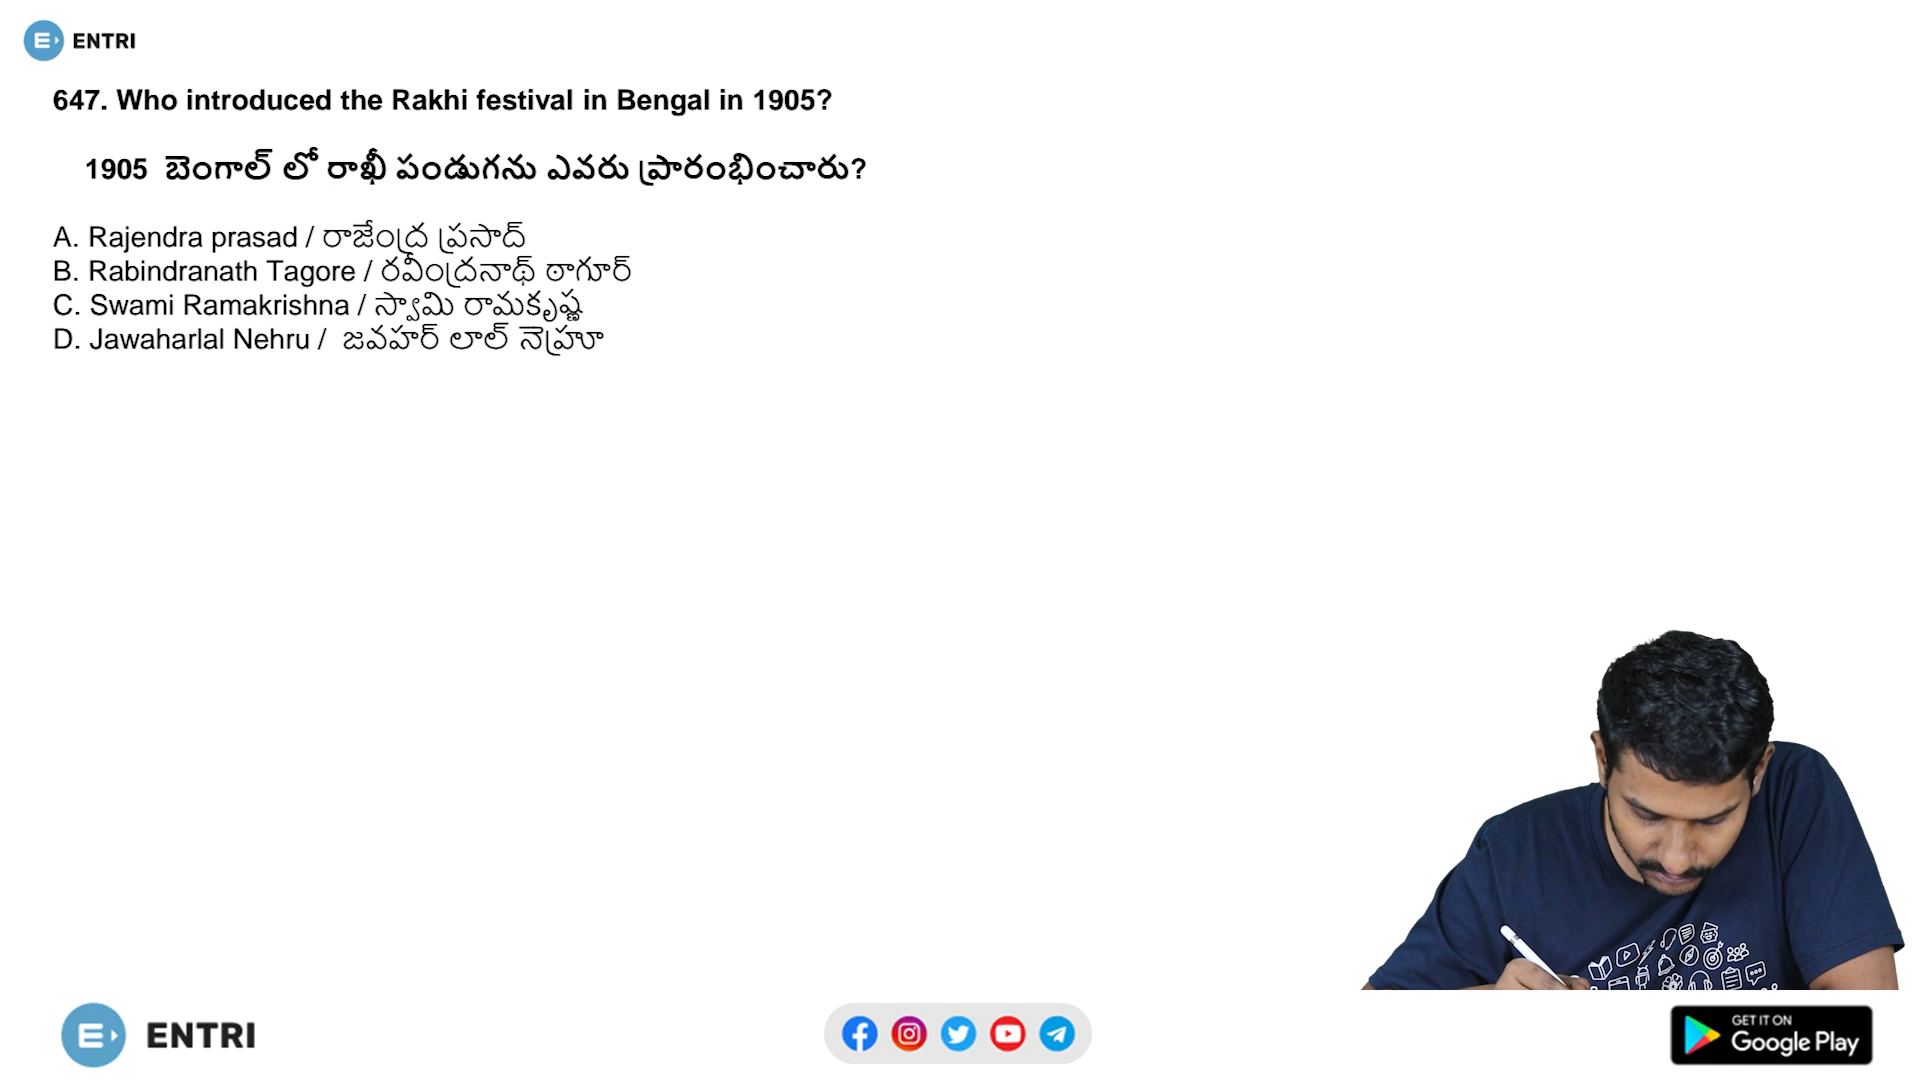 ENTRI
647. Who introduced the Rakhi festival in Bengal in 1905?
1905 బెంగాల్ లో రాఖీ పండుగను ఎవరు ప్రారంభించారు?
A. Rajendra prasad / రాజేంద్ర ప్రసాద్
B. Rabindranath Tagore / రవీంద్రనాథ్ ఠాగూర్
C. Swami Ramakrishna / స్వామి రామకృష్ణ
D. Jawaharlal Nehru / జవహర్ లాల్ నెహ్రూ
ENTRI
GET IT ON
Google Play